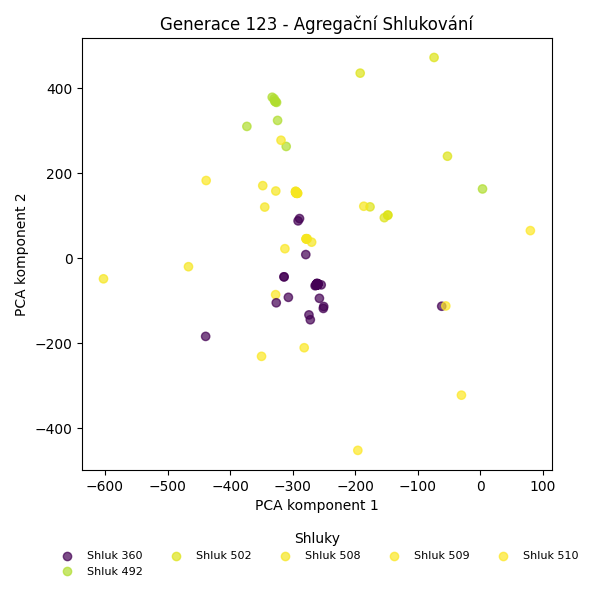 Generace 123 - Agregační Shlukování
PCA komponent 2
400
200
0
−200
−400
−600 −500 −400 −300 −200 −100 0 100
PCA komponent 1
Shluky
Shluk 360 Shluk 502 Shluk 508 Shluk 509 Shluk 510
Shluk 492